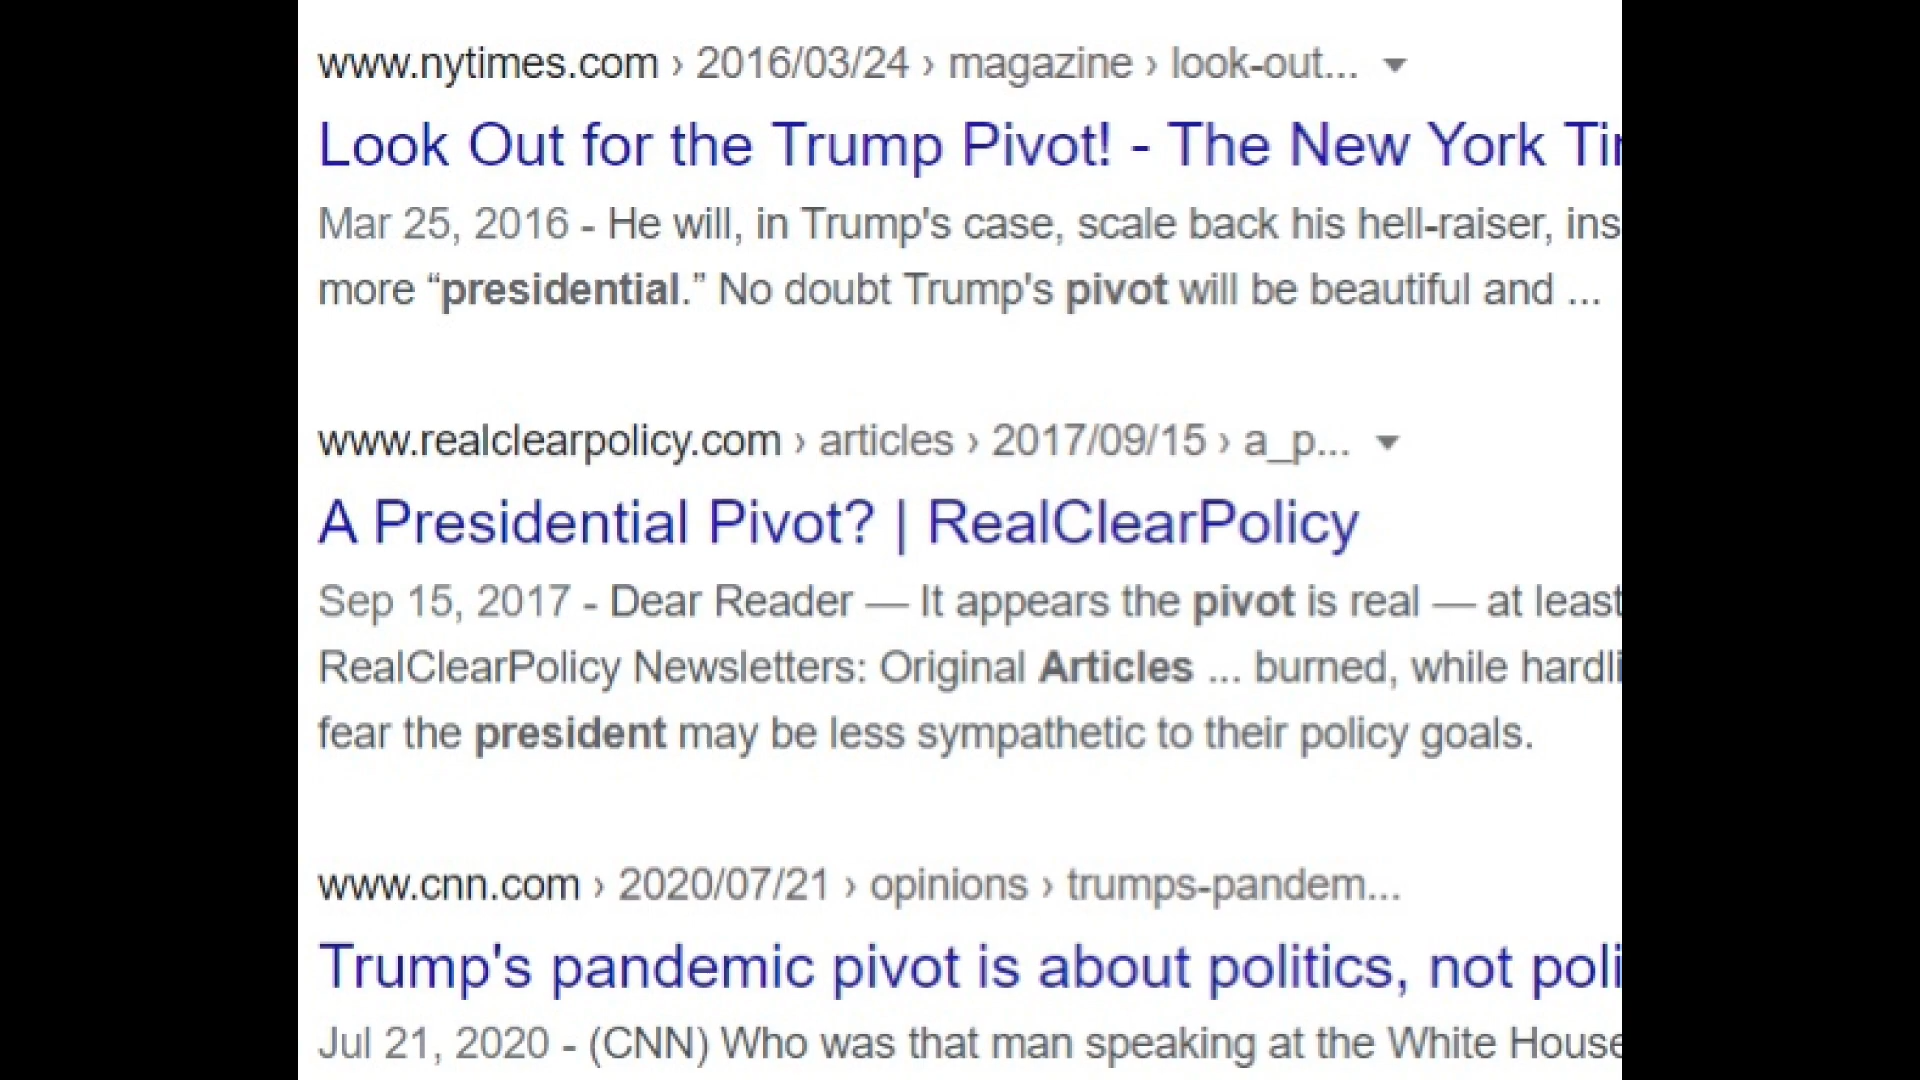 www.nytimes.com › 2016/03/24 › magazine › look-out...
Look Out for the Trump Pivot! - The New York
Mar 25, 2016 - He will, in Trump's case, scale back his hell-raiser,
more “presidential.” No doubt Trump's pivot will be beautiful and ...
www.realclearpolicy.com › articles › 2017/09/15 › a_p...
A Presidential Pivot? | RealClearPolicy
Sep 15, 2017 - Dear Reader — It appears the pivot is real — at least
RealClearPolicy Newsletters: Original Articles ... burned, while
fear the president may be less sympathetic to their policy goals.
www.cnn.com › 2020/07/21 › opinions › trumps-pandem...
Trump's pandemic pivot is about politics, not
Jul 21, 2020 - (CNN) Who was that man speaking at the White House